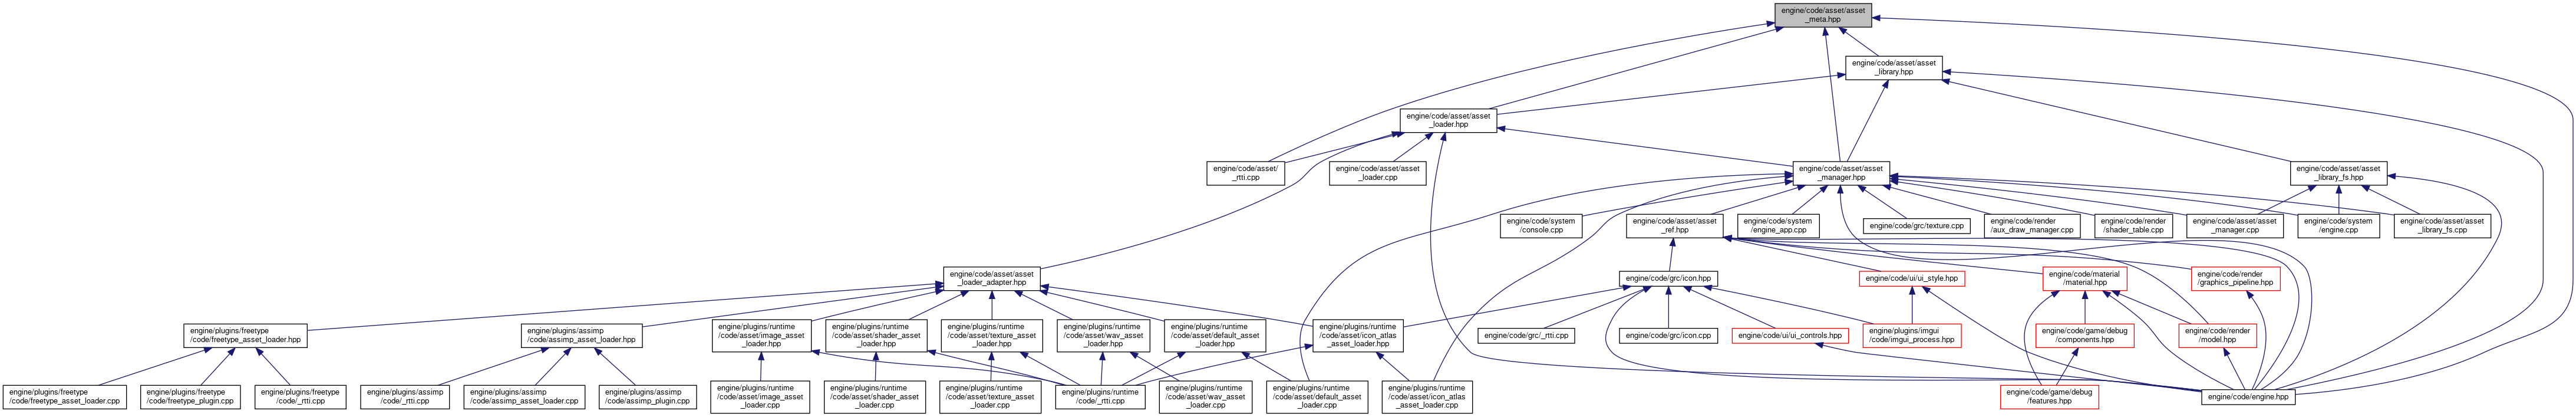 engine/code/asset/asset
_meta.hpp
engine/code/asset/asset
_library.hpp
engine/code/asset/asset
_loader.hpp
engine/code/asset/
_rtti.cpp
engine/code/asset/asset
_loader.cpp
engine/code/asset/asset
_manager.hpp
engine/code/asset/asset
_library_fs.hpp
engine/code/system
/console.cpp
engine/code/asset/asset
_ref.hpp
engine/code/system
/engine_app.cpp
engine/code/grc/texture.cpp
engine/code/render
/aux_draw_manager.cpp
engine/code/render
/shader_table.cpp
engine/code/asset/asset
_manager.cpp
engine/code/system
/engine.cpp
engine/code/asset/asset
_library_fs.cpp
engine/code/asset/asset
_loader_adapter.hpp
engine/code/grc/icon.hpp
engine/code/ui/ui_style.hpp
engine/code/material
/material.hpp
engine/code/render
/graphics_pipeline.hpp
engine/plugins/freetype
/code/freetype_asset_loader.hpp
engine/plugins/assimp
/code/assimp_asset_loader.hpp
engine/plugins/runtime
/code/asset/image_asset
_loader.hpp
engine/plugins/runtime
/code/asset/shader_asset
_loader.hpp
engine/plugins/runtime
/code/asset/texture_asset
_loader.hpp
engine/plugins/runtime
/code/asset/wav_asset
_loader.hpp
engine/plugins/runtime
/code/asset/default_asset
_loader.hpp
engine/plugins/runtime
/code/asset/icon_atlas
_asset_loader.hpp
engine/code/grc/_rtti.cpp
engine/code/grc/icon.cpp
engine/code/ui/ui_controls.hpp
engine/plugins/imgui
/code/imgui_process.hpp
engine/code/game/debug
/components.hpp
engine/code/render
/model.hpp
engine/plugins/freetype
/code/freetype_asset_loader.cpp
engine/plugins/freetype
/code/freetype_plugin.cpp
engine/plugins/freetype
/code/_rtti.cpp
engine/plugins/assimp
/code/_rtti.cpp
engine/plugins/assimp
/code/assimp_asset_loader.cpp
engine/plugins/assimp
/code/assimp_plugin.cpp
engine/plugins/runtime
/code/asset/image_asset
_loader.cpp
engine/plugins/runtime
/code/asset/shader_asset
_loader.cpp
engine/plugins/runtime
/code/asset/texture_asset
_loader.cpp
engine/plugins/runtime
/code/_rtti.cpp
engine/plugins/runtime
/code/asset/wav_asset
_loader.cpp
engine/plugins/runtime
/code/asset/default_asset
_loader.cpp
engine/plugins/runtime
/code/asset/icon_atlas
_asset_loader.cpp
engine/code/game/debug
/features.hpp
engine/code/engine.hpp